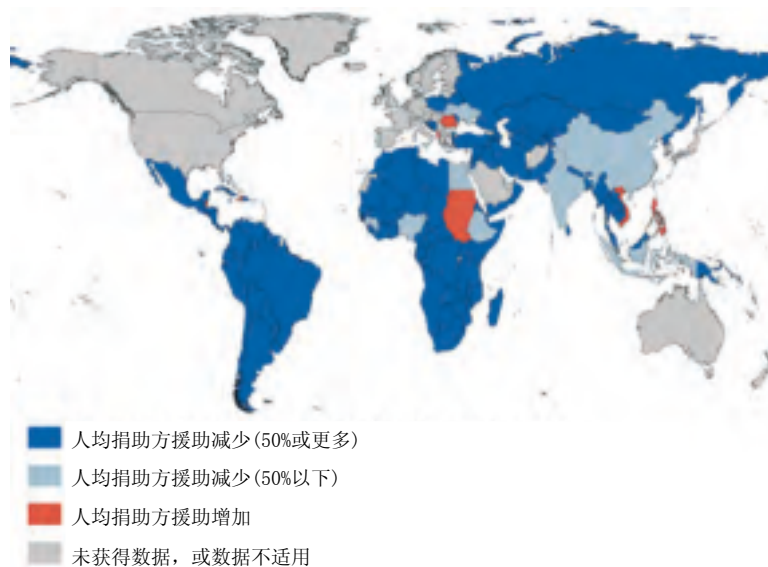 人均捐助方援助减少(50%或更多)
人均捐助方援助减少(50%以下)
人均捐助方援助增加
未获得数据，或数据不适用